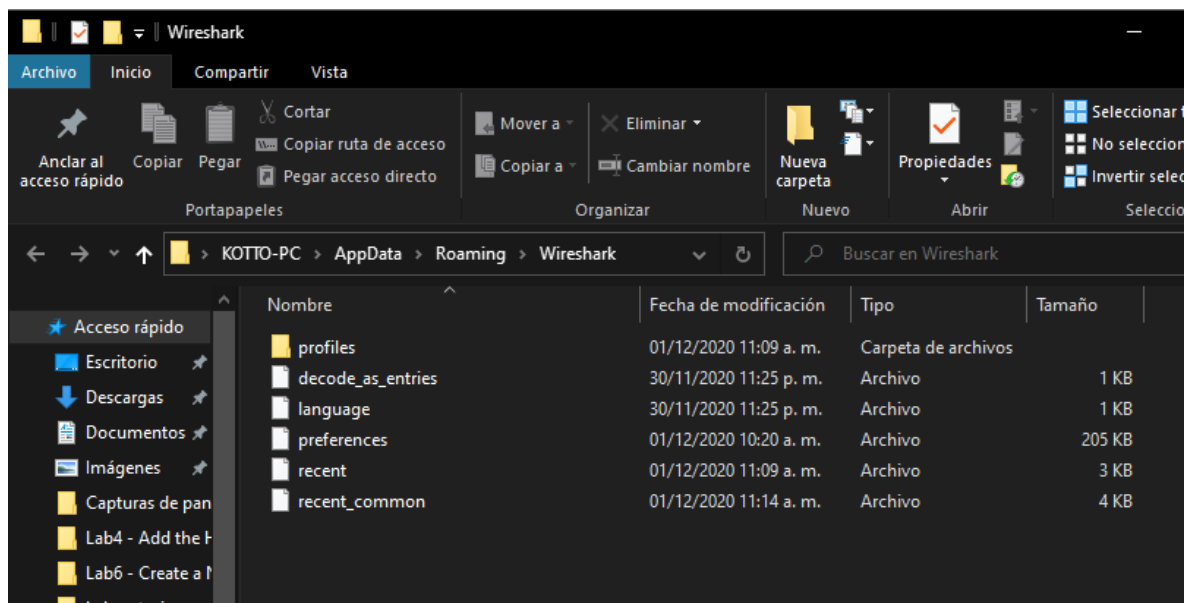 Wireshark
Archivo Inicio Compartir Vista
Anclar al acceso rápido
Copiar
Pegar
Cortar
Copiar ruta de acceso
Pegar acceso directo
Portapapeles
Mover a
Copiar a
Eliminar
Cambiar nombre
Organizar
Nueva carpeta
Nuevo
Propiedades
Abrir
Seleccionar t
No seleccion
Invertir selec
Seleccio
KOTTO-PC > AppData > Roaming > Wireshark
Buscar en Wireshark
Acceso rápido
Escritorio
Descargas
Documentos
Imágenes
Capturas de pan
Lab4 - Add the H
Lab6 - Create a N
Nombre Fecha de modificación Tipo Tamaño
profiles 01/12/2020 11:09 a. m. Carpeta de archivos
decode_as_entries 30/11/2020 11:25 p. m. Archivo 1 KB
language 30/11/2020 11:25 p. m. Archivo 1 KB
preferences 01/12/2020 10:20 a. m. Archivo 205 KB
recent 01/12/2020 11:09 a. m. Archivo 3 KB
recent_common 01/12/2020 11:14 a. m. Archivo 4 KB